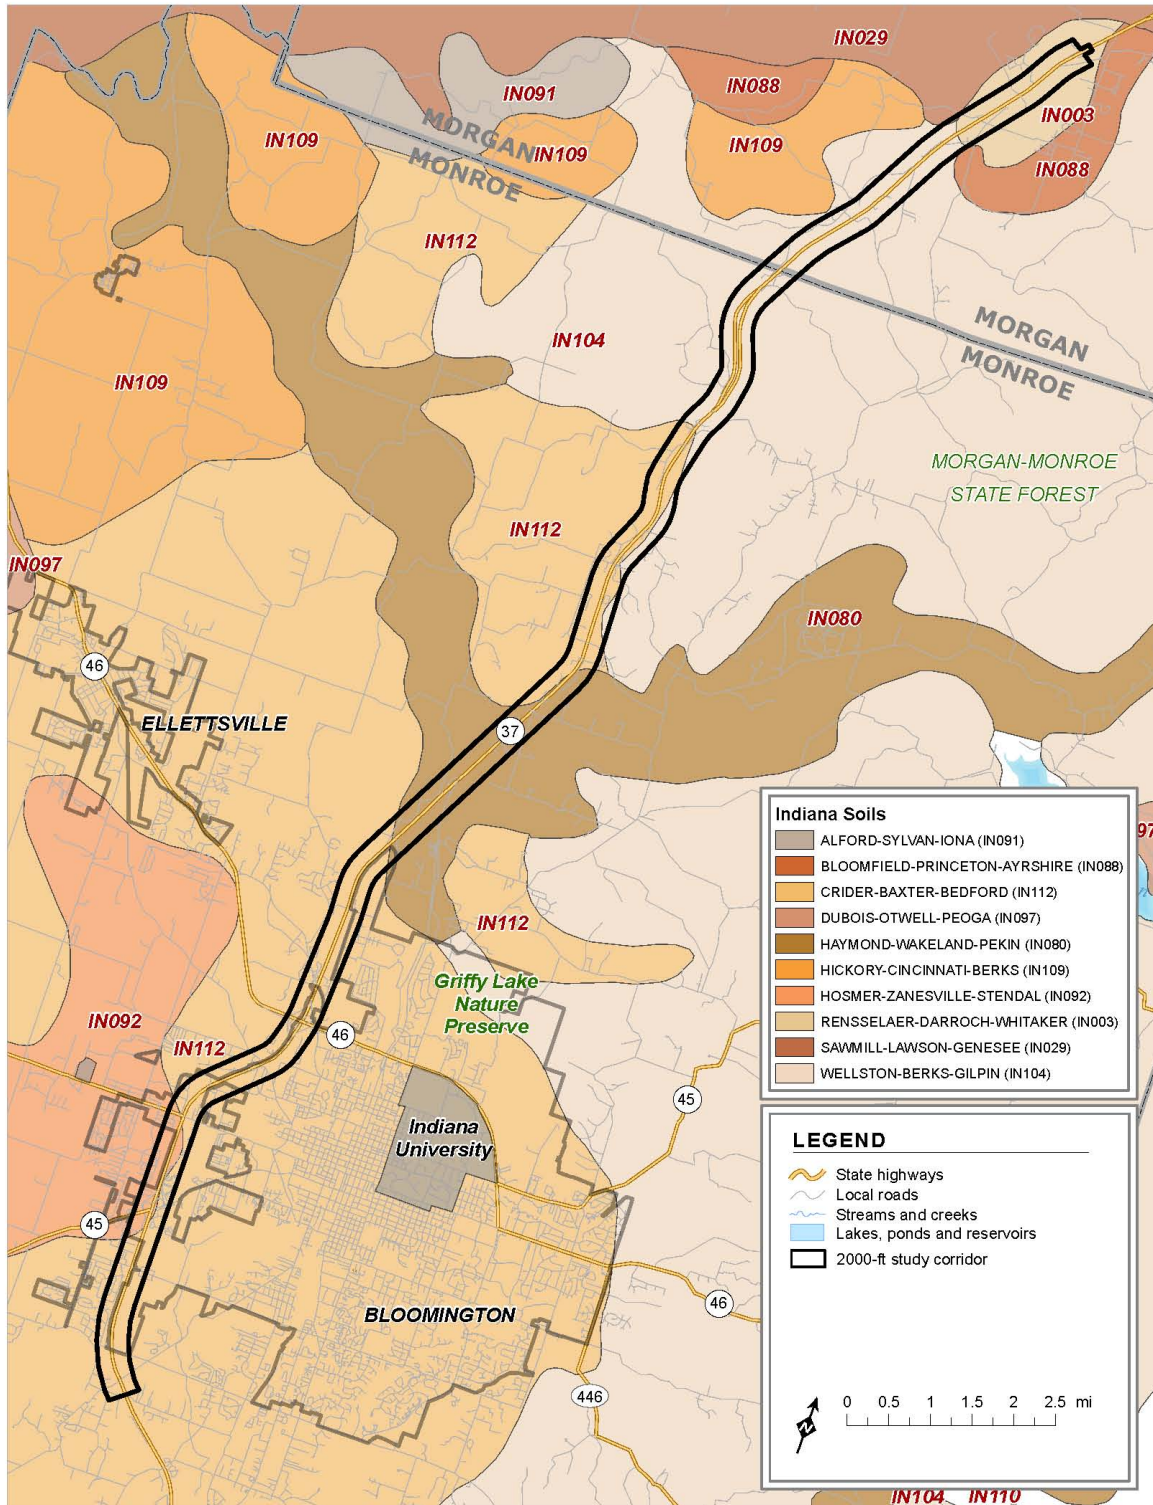 IN029
IN091
IN088
IN003
IN109
MORGAN
MONROE
IN109
IN109
IN088
IN112
IN104
MORGAN
MONROE
IN109
MORGAN-MONROE
STATE FOREST
IN112
IN097
IN080
46
ELLETTSVILLE
37
IN112
Griffy Lake
Nature
Preserve
IN092
IN112
46
45
Indiana
University
45
46
BLOOMINGTON
446
97
Indiana Soils
ALFORD-SYLVAN-IONA (IN091)
BLOOMFIELD-PRINCETON-AYRSHIRE (IN088)
CRIDER-BAXTER-BEDFORD (IN112)
DUBOIS-OTWELL-PEOGA (IN097)
HAYMOND-WAKELAND-PEKIN (IN080)
HICKORY-CINCINNATI-BERKS (IN109)
HOSMER-ZANESVILLE-STENDAL (IN092)
RENSSELAER-DARROCH-WHITAKER (IN003)
SAWMILL-LAWSON-GENESEE (IN029)
WELLSTON-BERKS-GILPIN (IN104)
LEGEND
State highways
Local roads
Streams and creeks
Lakes, ponds and reservoirs
2000-ft study corridor
N
0 0.5 1 1.5 2 2.5 mi
IN104 IN110